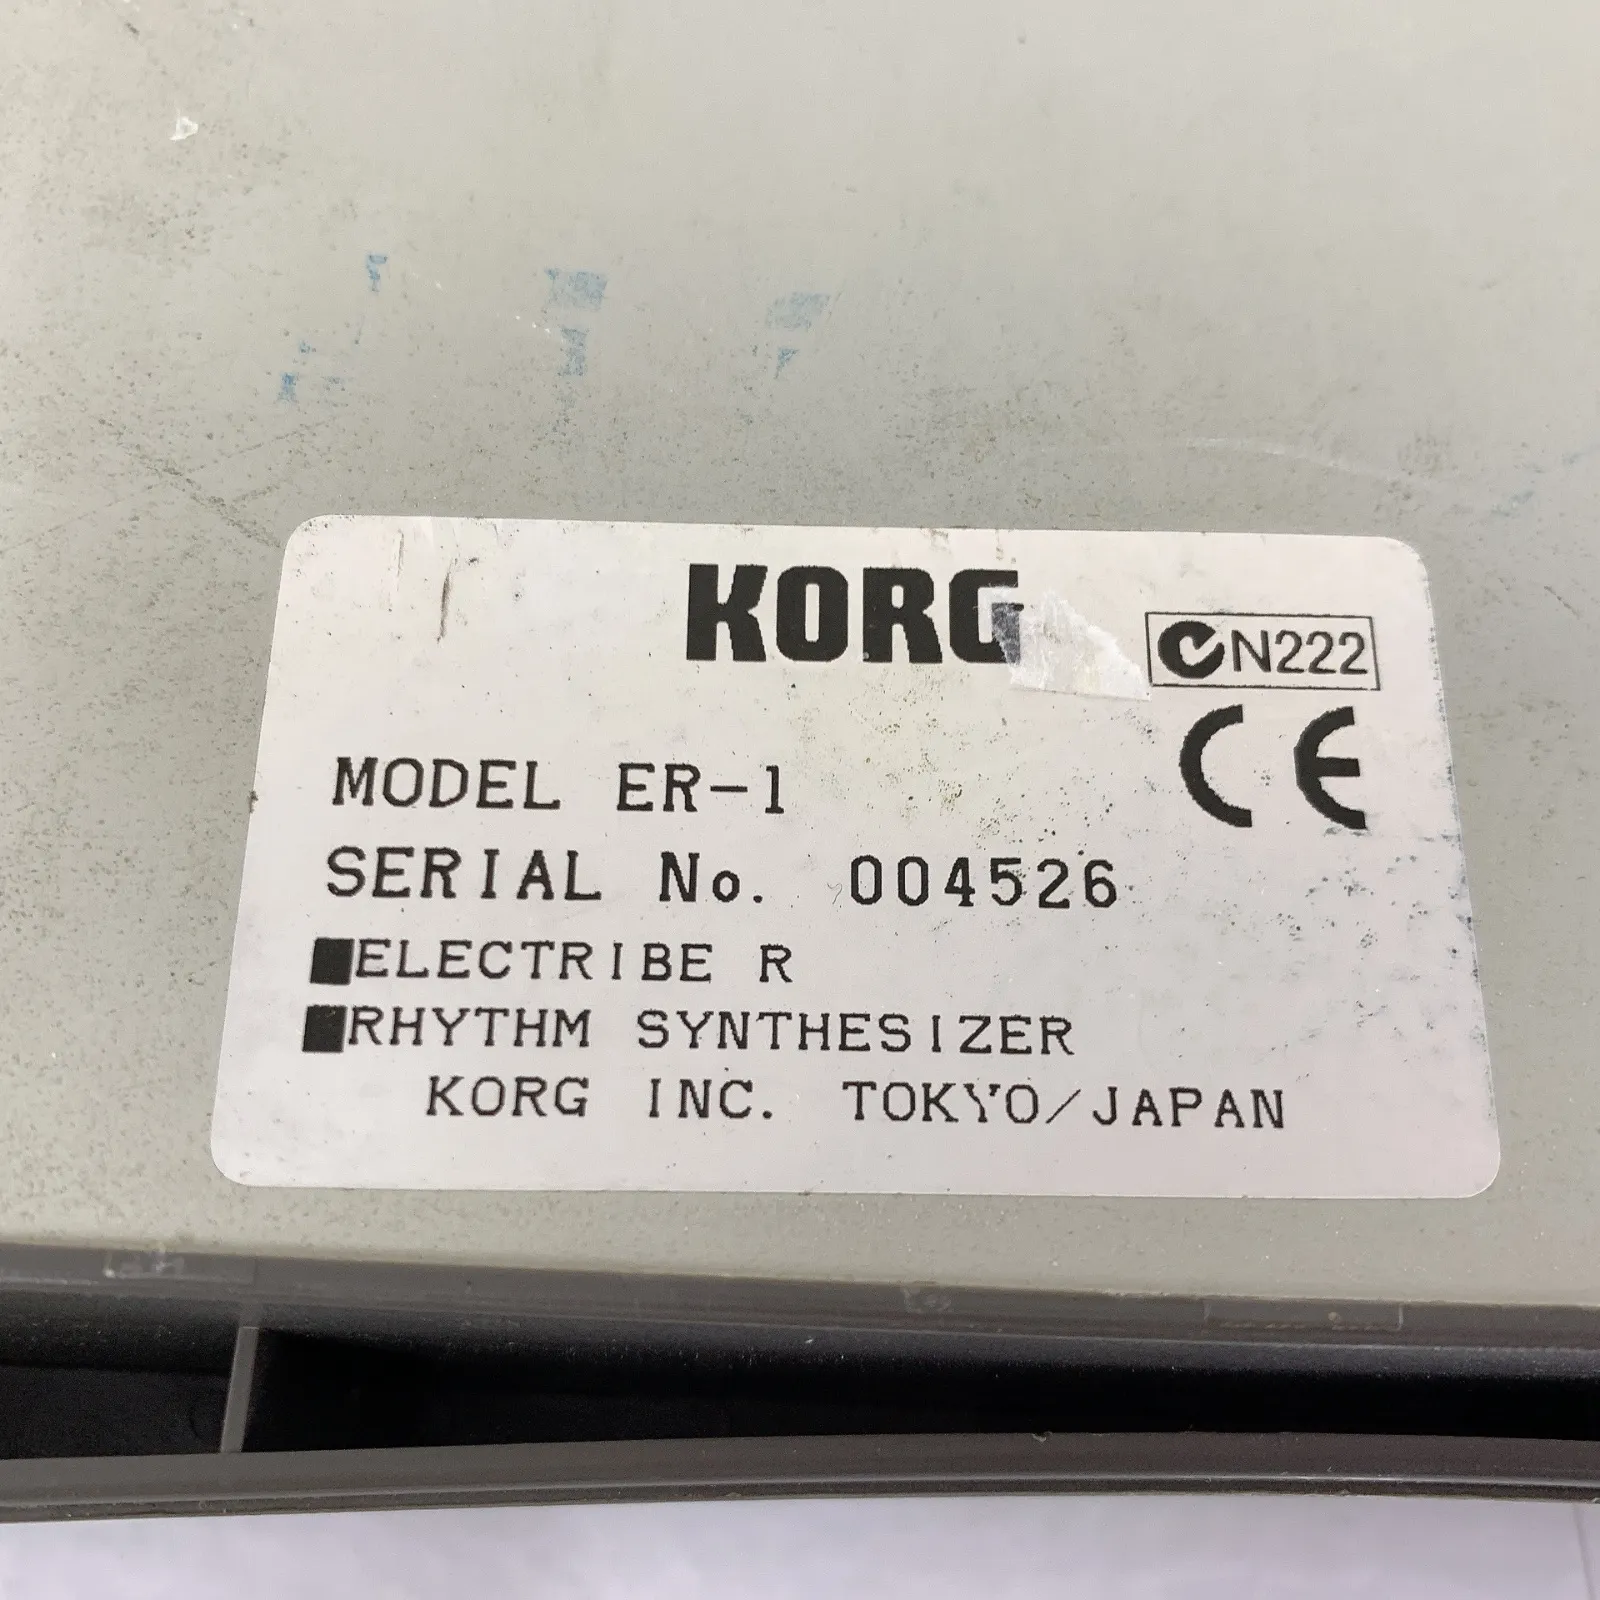 KORG
N222
CE
MODEL ER-1
SERIAL No. 004526
■ELECTRIBE R
■RHYTHM SYNTHESIZER
KORG INC. TOKYO/JAPAN